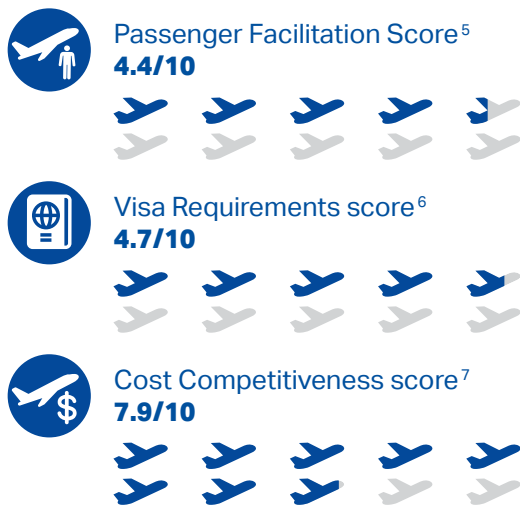 Passenger Facilitation Score⁵
4.4/10
Visa Requirements score⁶
4.7/10
$
Cost Competitiveness score⁷
7.9/10